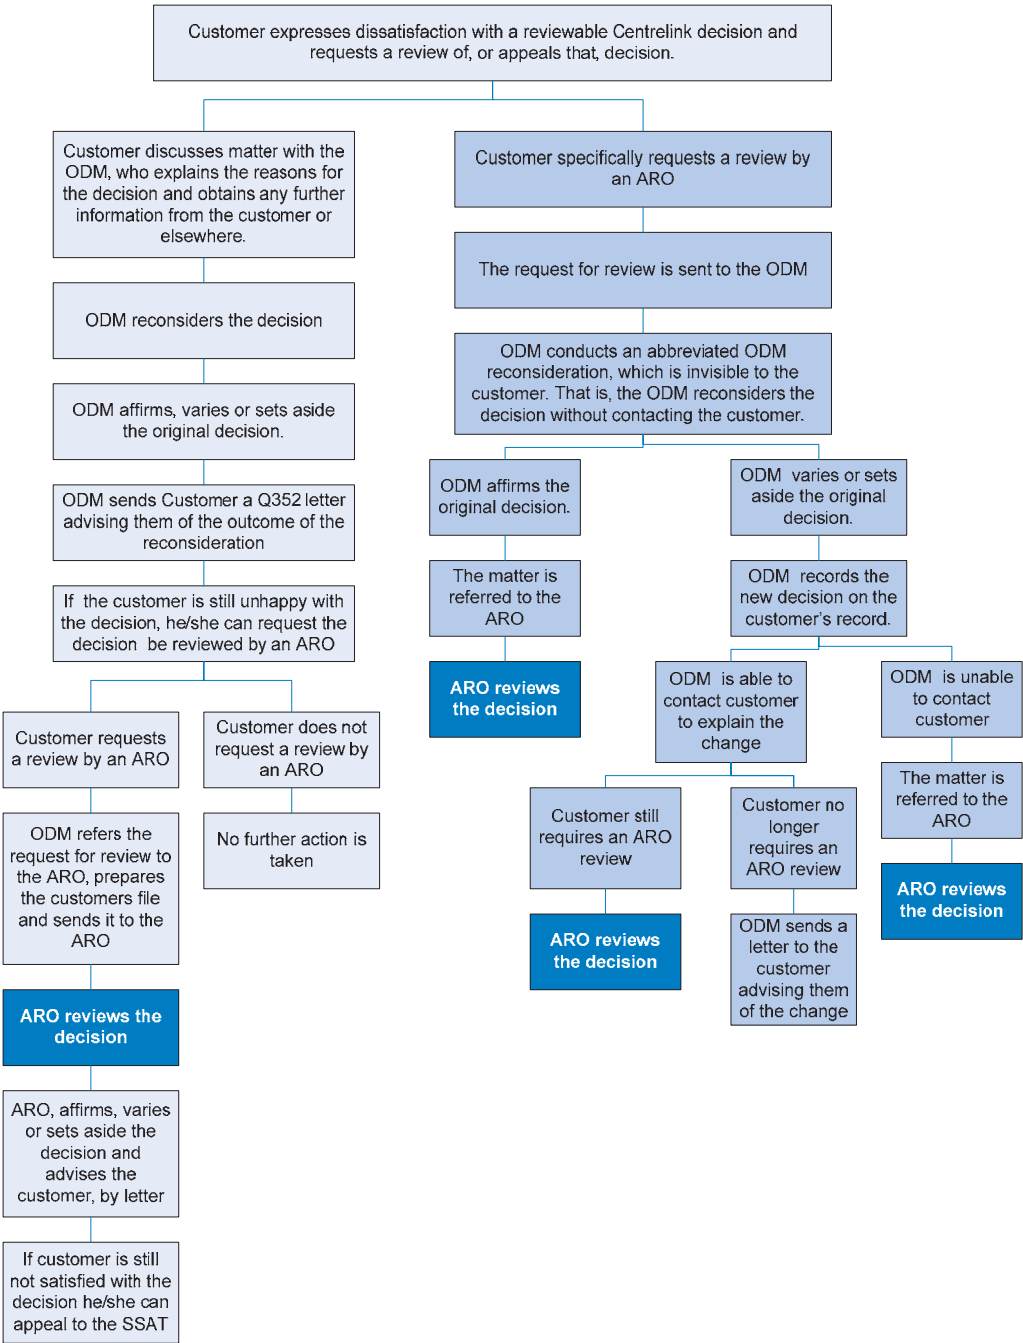 Customer expresses dissatisfaction with a reviewable Centrelink decision and
requests a review of, or appeals that, decision.
Customer discusses matter with the
ODM, who explains the reasons for
the decision and obtains any further
information from the customer or
elsewhere.
ODM reconsiders the decision
ODM affirms, varies or sets aside
the original decision.
ODM sends Customer a Q352 letter
advising them of the outcome of the
reconsideration
If the customer is still unhappy with
the decision, he/she can request the
decision be reviewed by an ARO
Customer requests
a review by an ARO
ODM refers the
request for review to
the ARO, prepares
the customers file
and sends it to the
ARO
ARO reviews the
decision
ARO, affirms, varies
or sets aside the
decision and
advises the
customer, by letter
If customer is still
not satisfied with the
decision he/she can
appeal to the SSAT
Customer does not
request a review by
an ARO
No further action is
taken
Customer specifically requests a review by
an ARO
The request for review is sent to the ODM
ODM conducts an abbreviated ODM
reconsideration, which is invisible to the
customer. That is, the ODM reconsiders the
decision without contacting the customer.
ODM affirms the
original decision.
The matter is
referred to the
ARO
ARO reviews
the decision
ODM varies or sets
aside the original
decision.
ODM records the
new decision on the
customer's record.
ODM is able to
contact customer
to explain the
change
Customer still
requires an ARO
review
ARO reviews
the decision
Customer no
longer
requires an
ARO review
ODM sends a
letter to the
customer
advising them
of the change
ODM is unable
to contact
customer
The matter is
referred to the
ARO
ARO reviews
the decision